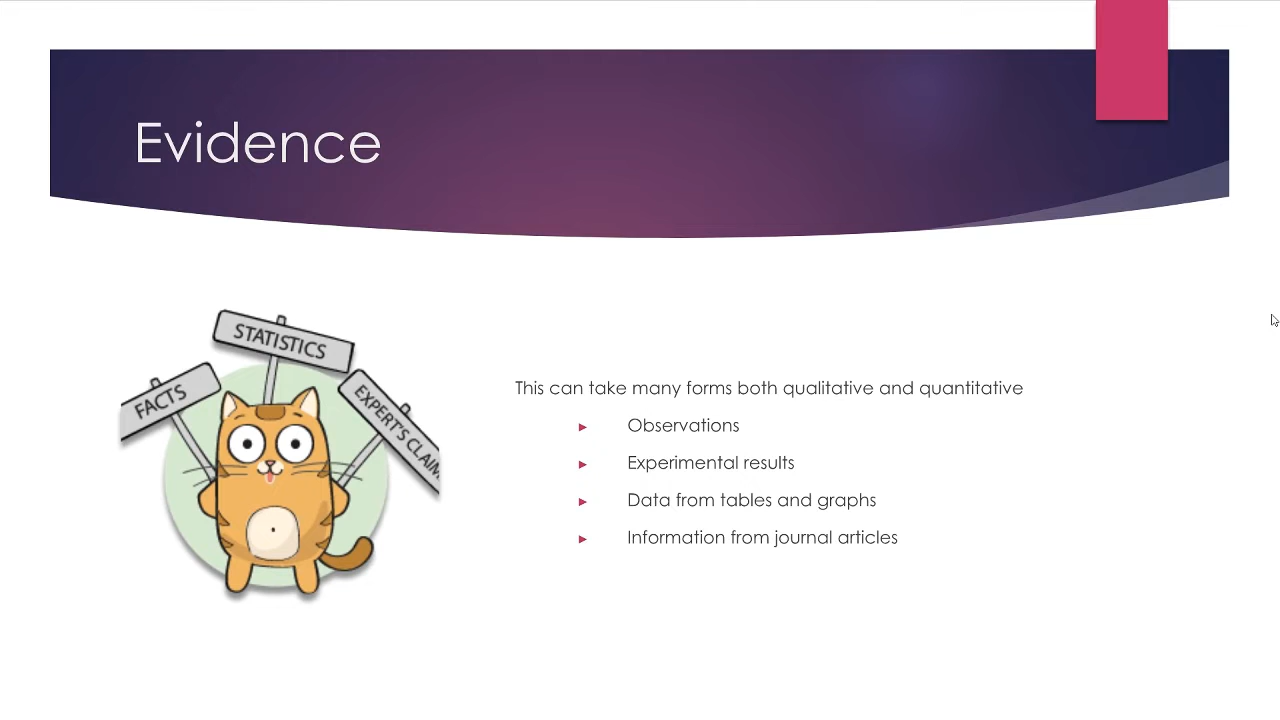 Evidence
STATISTICS
FACTS
EXPERT'S CLAIM
This can take many forms both qualitative and quantitative
► Observations
► Experimental results
► Data from tables and graphs
► Information from journal articles